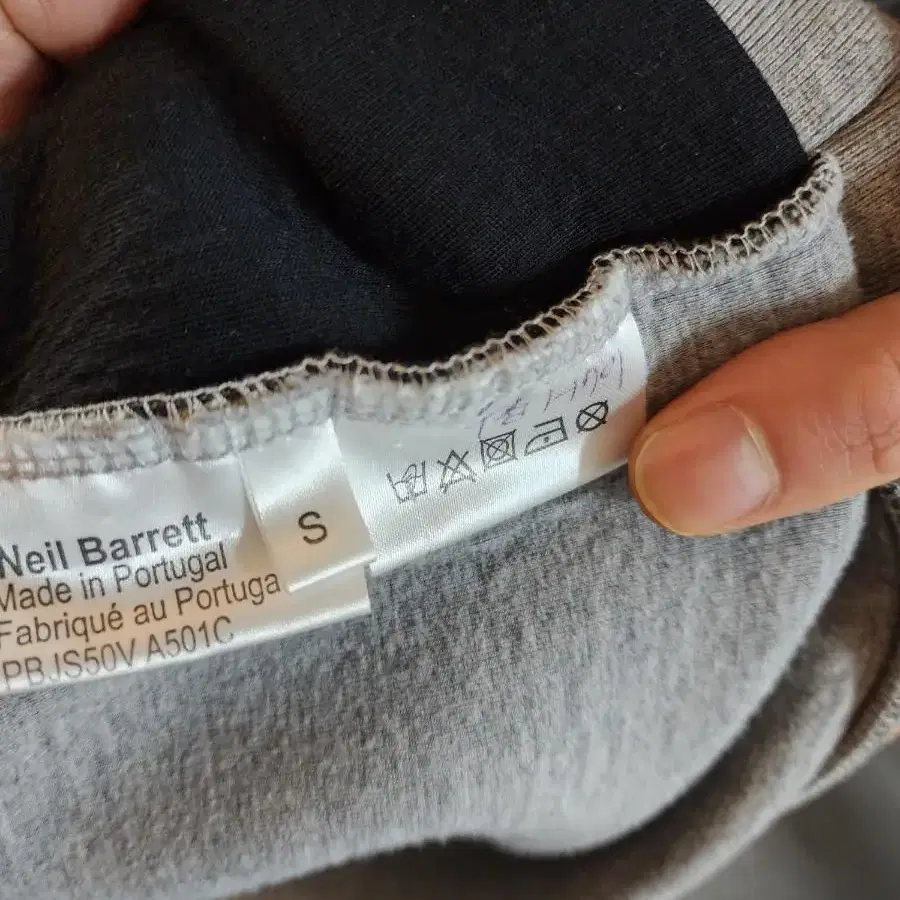 Neil Barrett
Made in Portugal
Fabriqué au Portuga
PBJS50V A501C
S